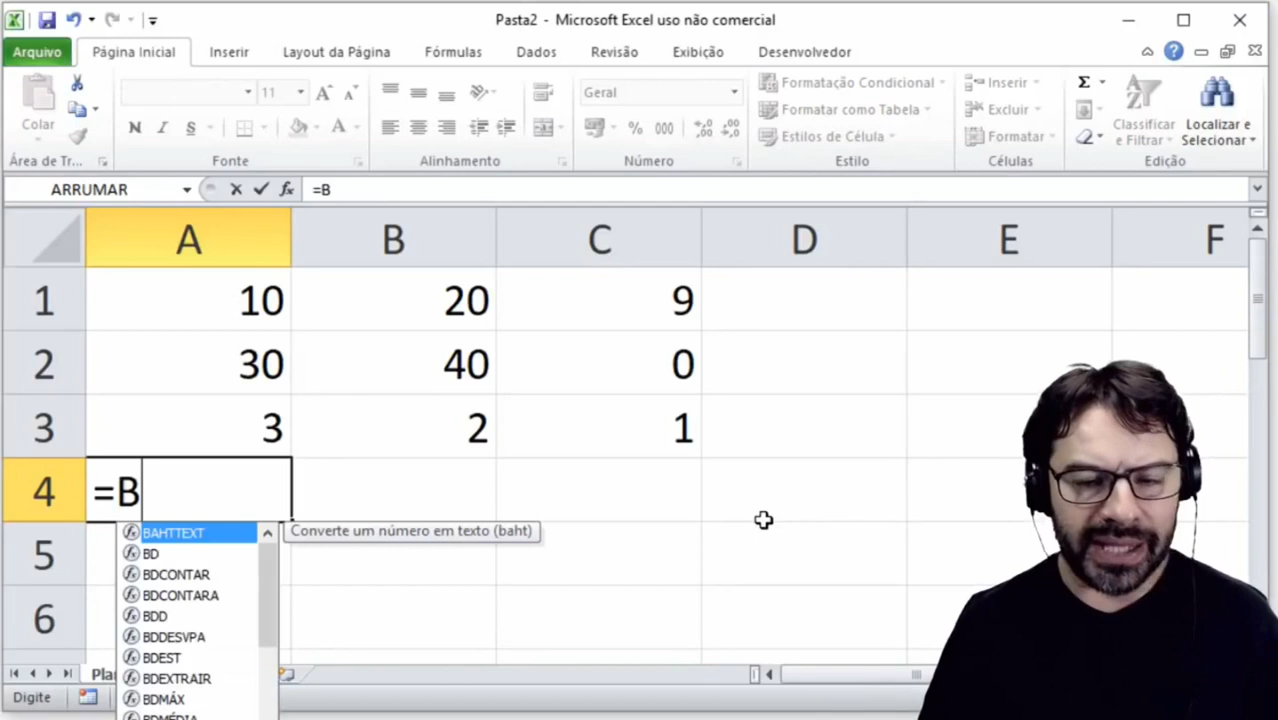 Pasta2 - Microsoft Excel uso não comercial
Arquivo Página Inicial Inserir Layout da Página Fórmulas Dados Revisão Exibição Desenvolvedor
Colar
Área de Tr...
11
N I S
A A
A
Fonte
Alinhamento
Geral
% 000
Número
Formatação Condicional
Formatar como Tabela
Estilos de Célula
Estilo
Inserir
Excluir
Formatar
Células
Σ
Classificar
e Filtrar
Localizar e
Selecionar
Edição
ARRUMAR fx =B
A B C D E F
1 10 20 9
2 30 40 0
3 3 2 1
4 =B
5
6
BAHTTEXT Converte um número em texto (baht)
BD
BDCONTAR
BDCONTARA
BDD
BDDESVPA
BDEST
BDEXTRAIR
BDMÁX
BDMÉDIA
Digite